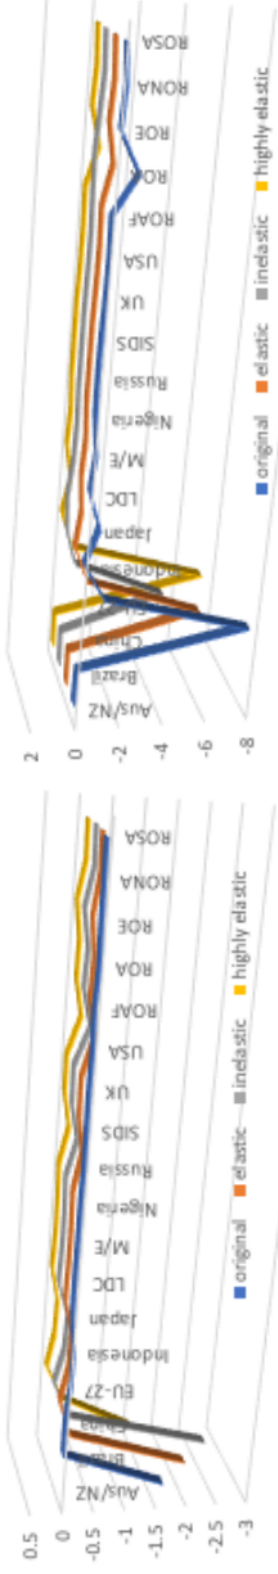 0.5
0
-0.5
-1
-1.5
-2
-2.5
-3
Aus/NZ
China
EU-27
Indonesia
Japan
LDC
M/E
Nigeria
Russia
SIDS
UK
USA
ROAF
ROA
ROE
RONA
ROSA
original elastic inelastic highly elastic
2
0
-2
-4
-6
-8
Aus/NZ
Brazil
China
Indonesia
Japan
LDC
M/E
Nigeria
Russia
SIDS
UK
USA
ROAF
ROA
ROE
RONA
ROSA
original elastic inelastic highly elastic